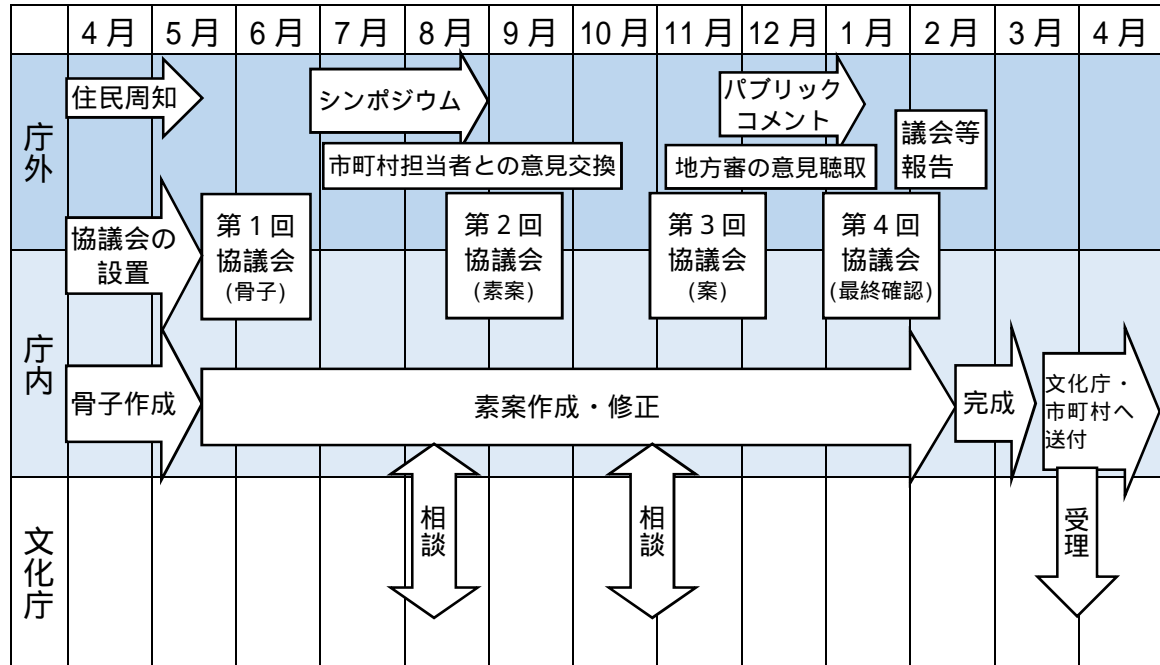 4月 5月 6月 7月 8月 9月 10月 11月 12月 1月 2月 3月 4月
庁外
住民周知
シンポジウム
パブリック
コメント
議会等
報告
市町村担当者との意見交換
地方審の意見聴取
協議会の
設置
第1回
協議会
(骨子)
第2回
協議会
(素案)
第3回
協議会
(案)
第4回
協議会
(最終確認)
庁内
骨子作成
素案作成・修正
完成
文化庁・
市町村へ
送付
文化庁
相談
相談
受理